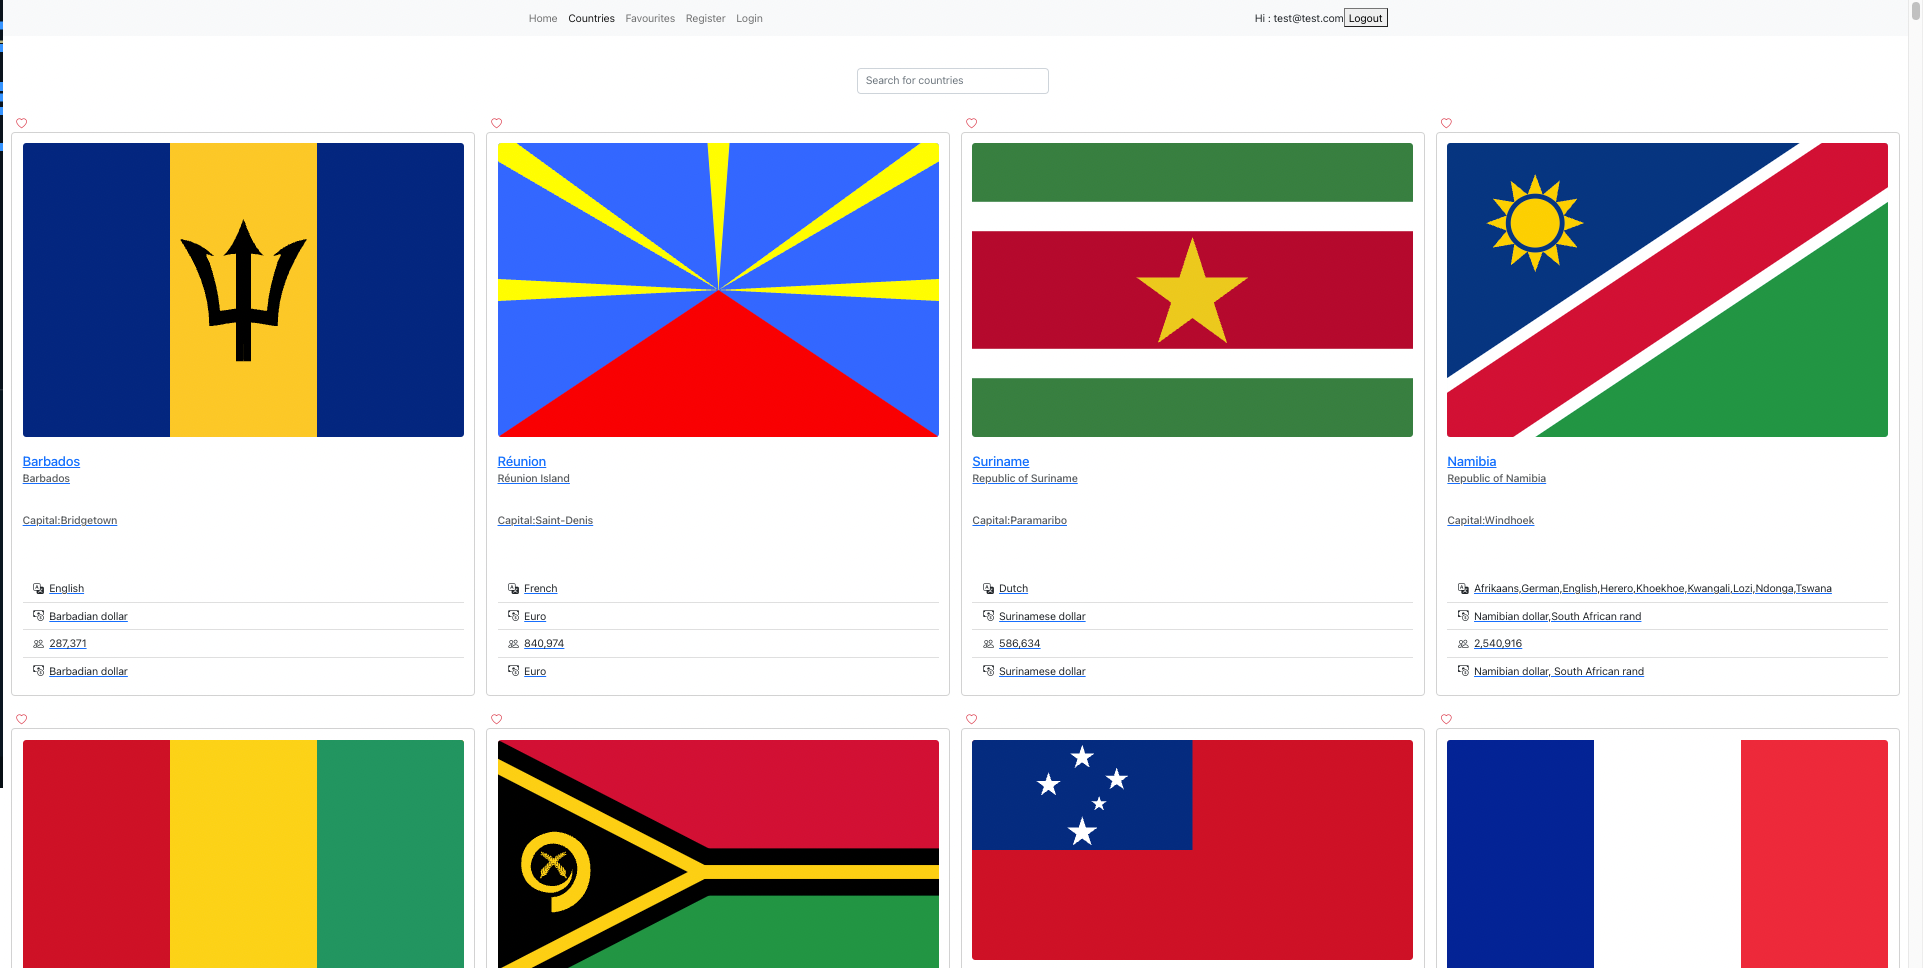 Home Countries Favourites Register Login Hi : test@test.com Logout
Search for countries
Barbados
Barbados
Capital:Bridgetown
English
Barbadian dollar
287,371
Barbadian dollar
Réunion
Réunion Island
Capital:Saint-Denis
French
Euro
840,974
Euro
Suriname
Republic of Suriname
Capital:Paramaribo
Dutch
Surinamese dollar
586,634
Surinamese dollar
Namibia
Republic of Namibia
Capital:Windhoek
Afrikaans,German,English,Herero,Khoekhoe,Kwangali,Lozi,Ndonga,Tswana
Namibian dollar,South African rand
2,540,916
Namibian dollar, South African rand